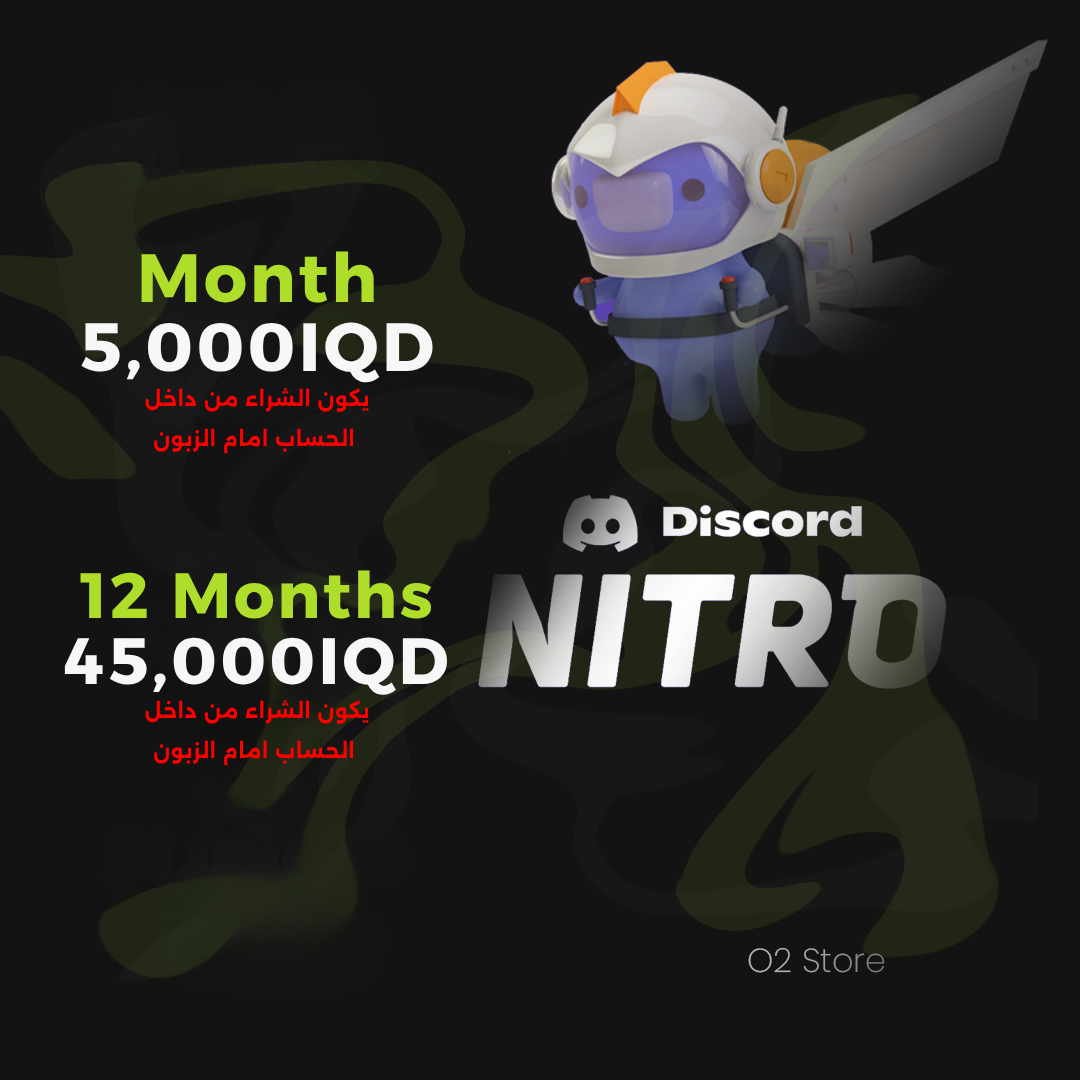 Month
5,000IQD
يكون الشراء من داخل
الحساب امام الزبون
12 Months
45,000IQD
يكون الشراء من داخل
الحساب امام الزبون
Discord
NITRO
O2 Store